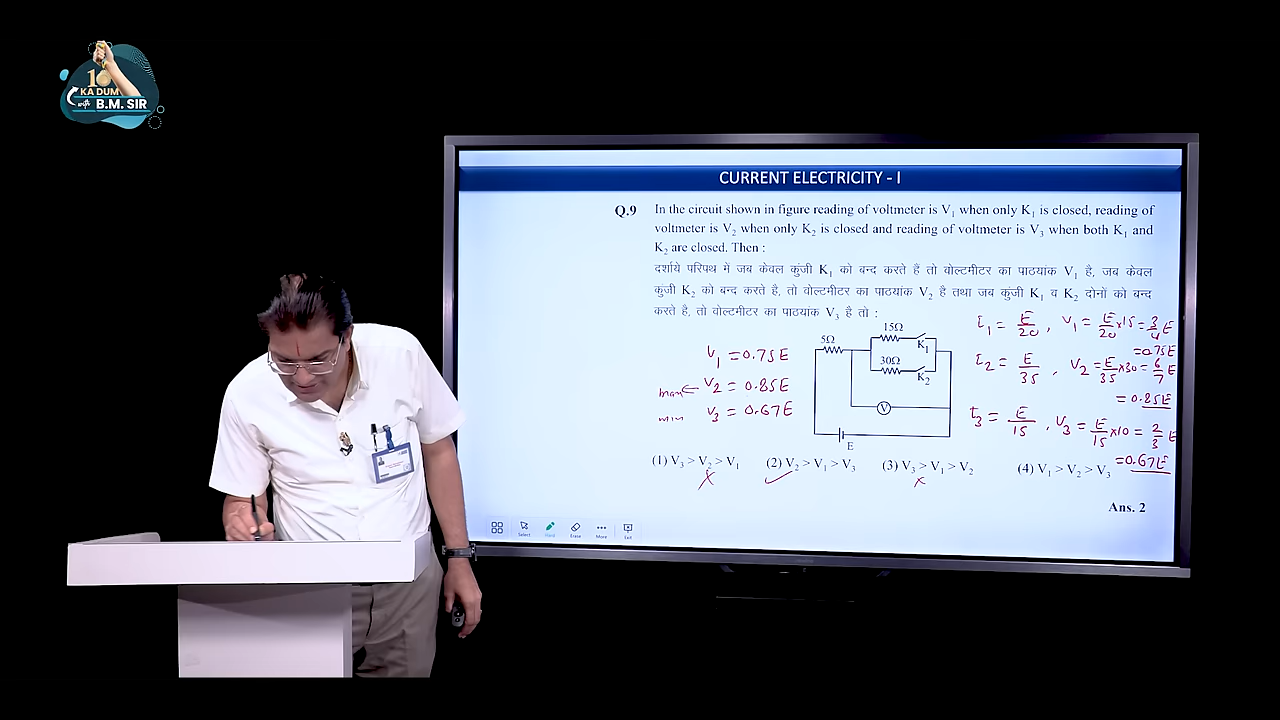 10
KA DUM
with B.M. SIR
CURRENT ELECTRICITY - I
Q.9 In the circuit shown in figure reading of voltmeter is V₁ when only K₁ is closed, reading of
voltmeter is V₂ when only K₂ is closed and reading of voltmeter is V₃ when both K₁ and
K₂ are closed. Then :
दर्शाये परिपथ में जब केवल कुंजी K₁ को बन्द करते हैं तो वोल्टमीटर का पाठयांक V₁ है, जब केवल
कुंजी K₂ को बन्द करते है, तो वोल्टमीटर का पाठयांक V₂ है तथा जब कुंजी K₁ व K₂ दोनों को बन्द
करते है, तो वोल्टमीटर का पाठयांक V₃ है तो :
V₁ = 0.75E
max ← V₂ = 0.85E
min V₃ = 0.67E
5Ω
15Ω
K₁
30Ω
K₂
V
E
I₁ = E/20 , V₁ = E/20 ×15 = 3/4 E
= 0.75E
I₂ = E/35 , V₂ = E/35 ×30 = 6/7 E
= 0.85E
I₃ = E/15 , V₃ = E/15 ×10 = 2/3 E
= 0.67E
(1) V₃ > V₂ > V₁ (2) V₂ > V₁ > V₃ (3) V₃ > V₁ > V₂ (4) V₁ > V₂ > V₃
Ans. 2
Select Hand Erase More Exit